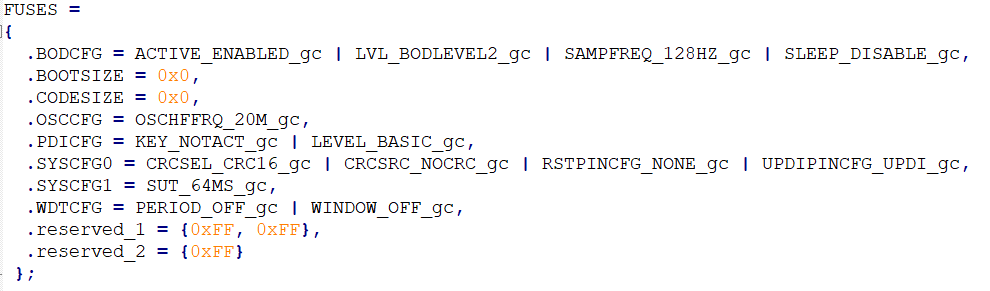 FUSES =
{
.BODCFG = ACTIVE_ENABLED_gc | LVL_BODLEVEL2_gc | SAMPFREQ_128HZ_gc | SLEEP_DISABLE_gc,
.BOOTSIZE = 0x0,
.CODESIZE = 0x0,
.OSCCFG = OSCHFFRQ_20M_gc,
.PDICFG = KEY_NOTACT_gc | LEVEL_BASIC_gc,
.SYSCFG0 = CRCSEL_CRC16_gc | CRCSRC_NOCRC_gc | RSTPINCFG_NONE_gc | UPDIPINCFG_UPDI_gc,
.SYSCFG1 = SUT_64MS_gc,
.WDTCFG = PERIOD_OFF_gc | WINDOW_OFF_gc,
.reserved_1 = {0xFF, 0xFF},
.reserved_2 = {0xFF}
};